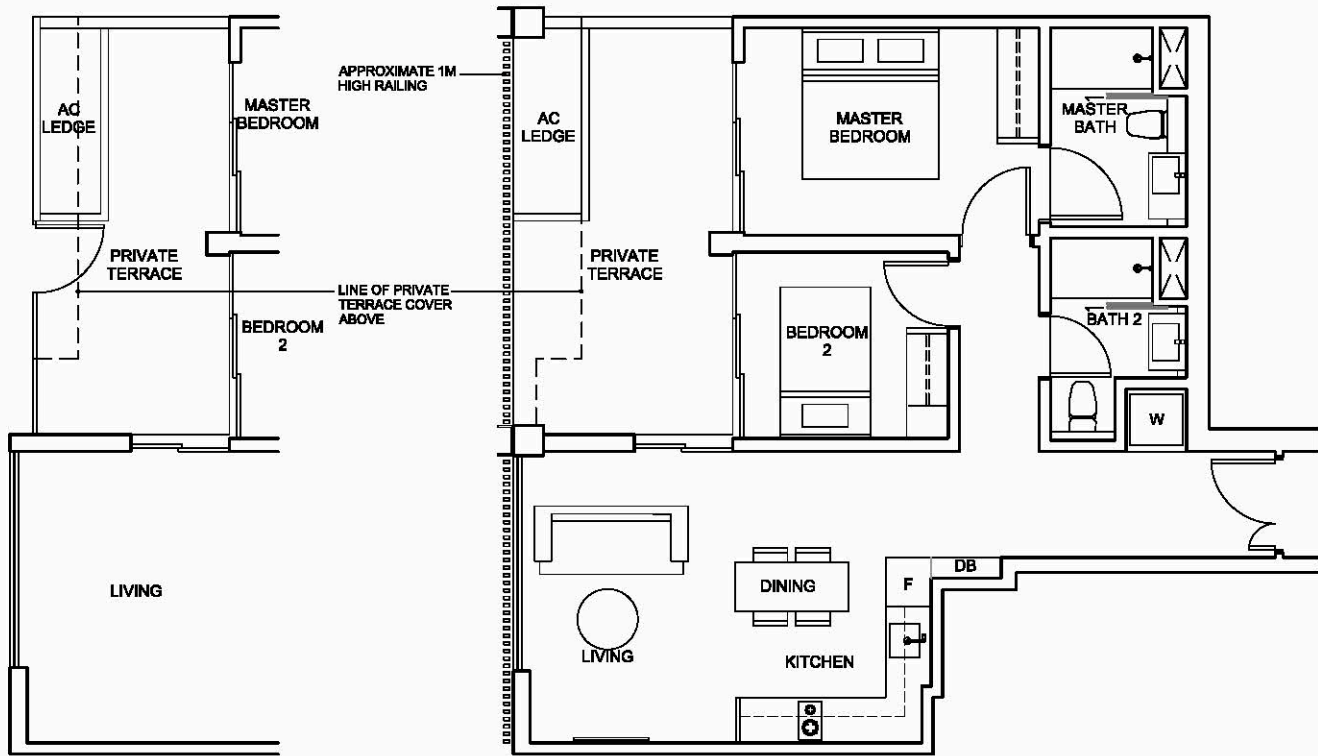 AC
LEDGE
MASTER
BEDROOM
PRIVATE
TERRACE
BEDROOM
2
LIVING
APPROXIMATE 1M
HIGH RAILING
LINE OF PRIVATE
TERRACE COVER
ABOVE
AC
LEDGE
PRIVATE
TERRACE
MASTER
BEDROOM
MASTER
BATH
BEDROOM
2
BATH 2
W
LIVING
DINING
KITCHEN
F
DB